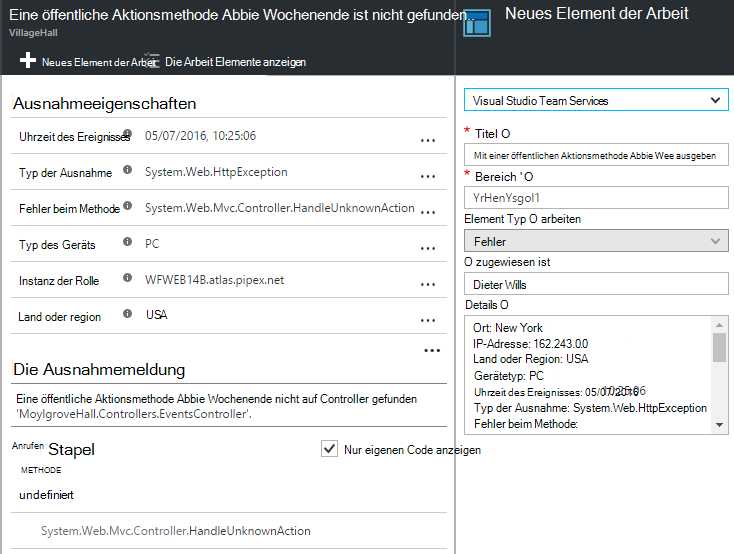 Eine öffentliche Aktionsmethode Abbie Wochenende ist nicht gefunden...
VillageHall
Neues Element der Arbeit
Die Arbeit Elemente anzeigen
Ausnahmeeigenschaften
Uhrzeit des Ereignisses 05/07/2016, 10:25:06
Typ der Ausnahme System.Web.HttpException
Fehler beim Methode System.Web.Mvc.Controller.HandleUnknownAction
Typ des Geräts PC
Instanz der Rolle WFWEB14B.atlas.pipex.net
Land oder region USA
Die Ausnahmemeldung
Eine öffentliche Aktionsmethode Abbie Wochenende nicht auf Controller gefunden
'MoylgroveHall.Controllers.EventsController'.
Anrufen Stapel
Nur eigenen Code anzeigen
METHODE
undefiniert
System.Web.Mvc.Controller.HandleUnknownAction
Neues Element der Arbeit
Visual Studio Team Services
* Titel O
Mit einer öffentlichen Aktionsmethode Abbie Wee ausgeben
* Bereich 'O
YrHenYsgol1
Element Typ O arbeiten
Fehler
O zugewiesen ist
Dieter Wills
Details O
Ort: New York
IP-Adresse: 162.243.0.0
Land oder Region: USA
Gerätetyp: PC
Uhrzeit des Ereignisses: 05/07/2016 10:25:06
Typ der Ausnahme: System.Web.HttpException
Fehler beim Methode: